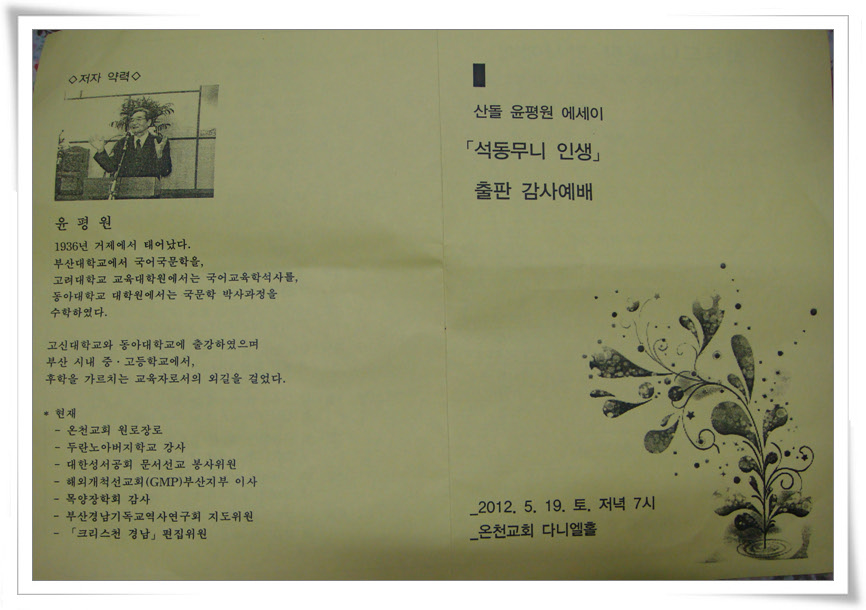 ◇저자 약력◇
윤 평 원
1936년 거제에서 태어났다.
부산대학교에서 국어국문학을,
고려대학교 교육대학원에서는 국어교육학석사를,
동아대학교 대학원에서는 국문학 박사과정을
수학하였다.
고신대학교와 동아대학교에 출강하였으며
부산 시내 중·고등학교에서,
후학을 가르치는 교육자로서의 외길을 걸었다.
* 현재
- 온천교회 원로장로
- 두란노아버지학교 강사
- 대한성서공회 문서선교 봉사위원
- 해외개척선교회(GMP)부산지부 이사
- 목양장학회 감사
- 부산경남기독교역사연구회 지도위원
- 「크리스천 경남」편집위원
산돌 윤평원 에세이
「석동무니 인생」
출판 감사예배
_2012. 5. 19. 토. 저녁 7시
_온천교회 다니엘홀